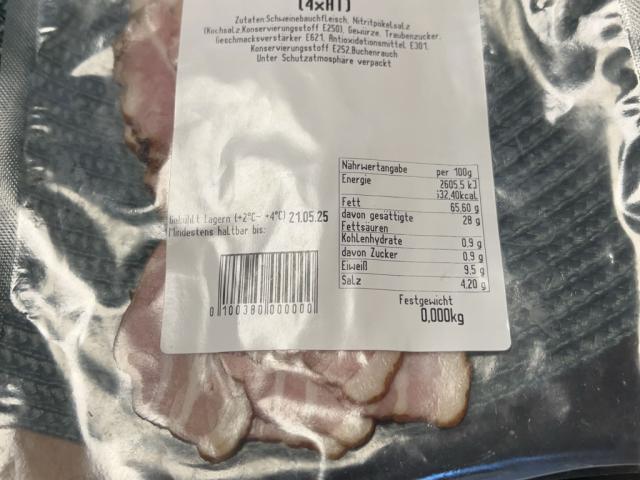 (4xHT)
Zutaten:Schweinebauchfleisch, Nitritpökelsalz
(Kochsalz,Konservierungsstoff E250), Gewürze, Traubenzucker,
Geschmacksverstärker E621, Antioxidationsmittel E301,
Konservierungsstoff E252,Buchenrauch
Unter Schutzatmosphäre verpackt
Nährwertangabe per 100g
Energie 2605.5 kJ
632,40kcal
Fett 65,60 g
davon gesättigte 28 g
Fettsäuren
Kohlenhydrate 0.9 g
davon Zucker 0.9 g
Eiweiß 9,5 g
Salz 4,20 g
Gekühlt lagern (+2°C- +4°C) 21.05.25
Mindestens haltbar bis:
0 100380 000000
Festgewicht
0,000kg